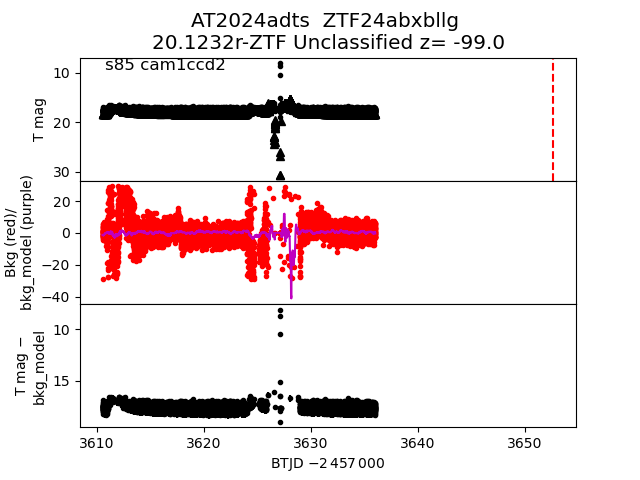 AT2024adts  ZTF24abxbllg
20.1232r-ZTF Unclassified z= -99.0
s85 cam1ccd2
T mag
10
20
30
Bkg (red)/
bkg_model (purple)
20
0
−20
−40
T mag −
bkg_model
10
15
3610
3620
3630
3640
3650
BTJD −2 457 000